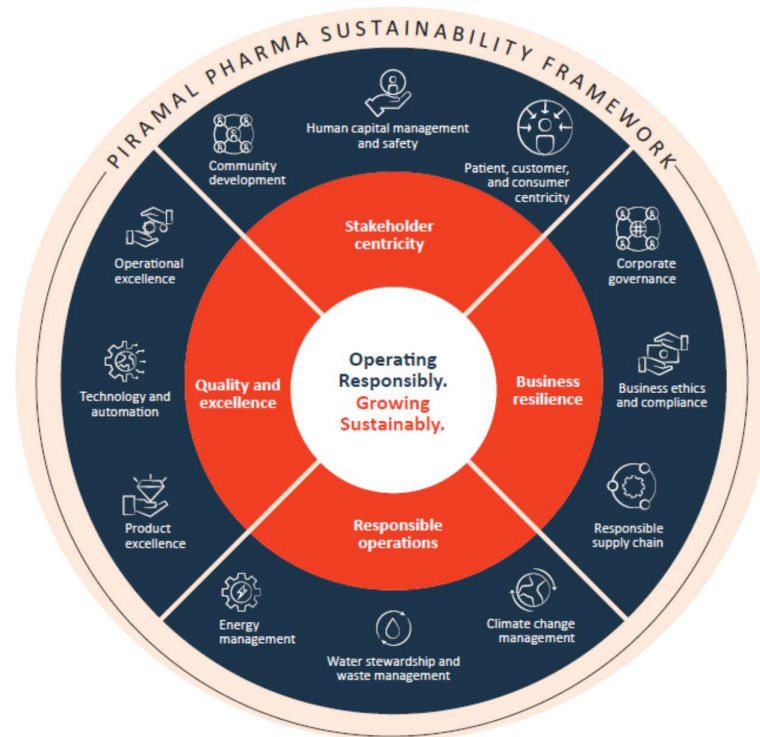 PIRAMAL PHARMA SUSTAINABILITY FRAMEWORK
Community
development
Human capital management
and safety
Patient, customer,
and consumer
centricity
Corporate
governance
Business ethics
and compliance
Responsible
supply chain
Climate change
management
Water stewardship and
waste management
Energy
management
Product
excellence
Technology and
automation
Operational
excellence
Stakeholder
centricity
Business
resilience
Responsible
operations
Quality and
excellence
Operating
Responsibly.
Growing
Sustainably.